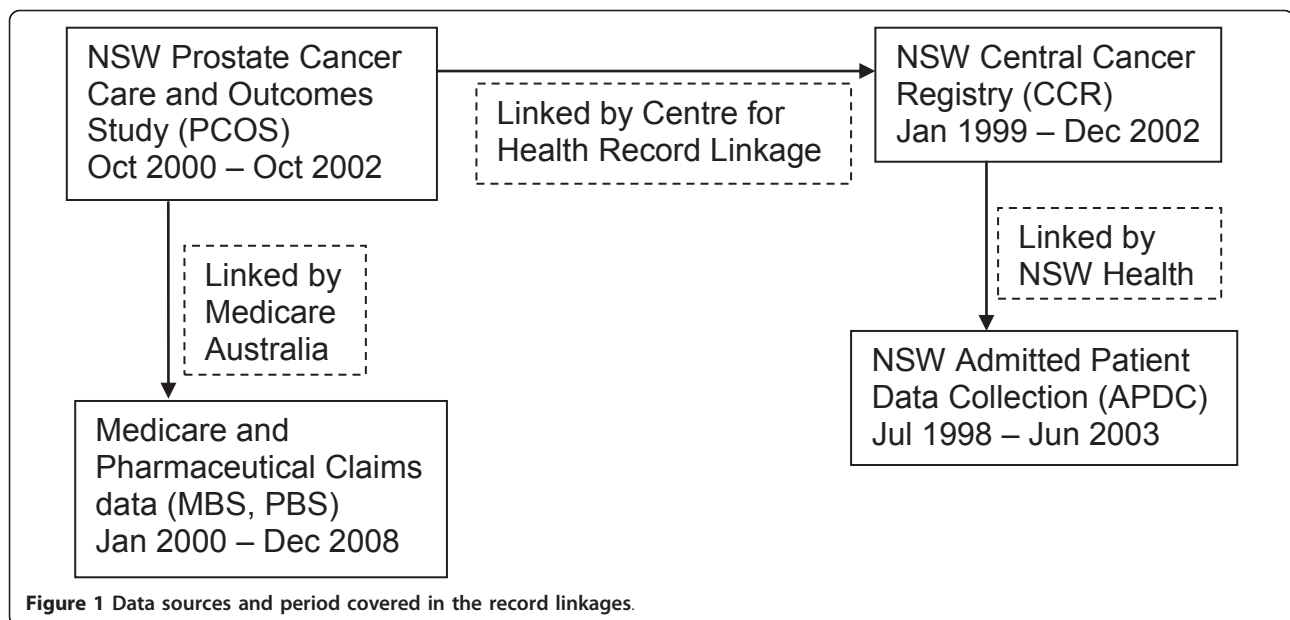 NSW Prostate Cancer
Care and Outcomes
Study (PCOS)
Oct 2000 – Oct 2002
Linked by Centre for
Health Record Linkage
NSW Central Cancer
Registry (CCR)
Jan 1999 – Dec 2002
Linked by
Medicare
Australia
Linked by
NSW Health
Medicare and
Pharmaceutical Claims
data (MBS, PBS)
Jan 2000 – Dec 2008
NSW Admitted Patient
Data Collection (APDC)
Jul 1998 – Jun 2003
Figure 1 Data sources and period covered in the record linkages.